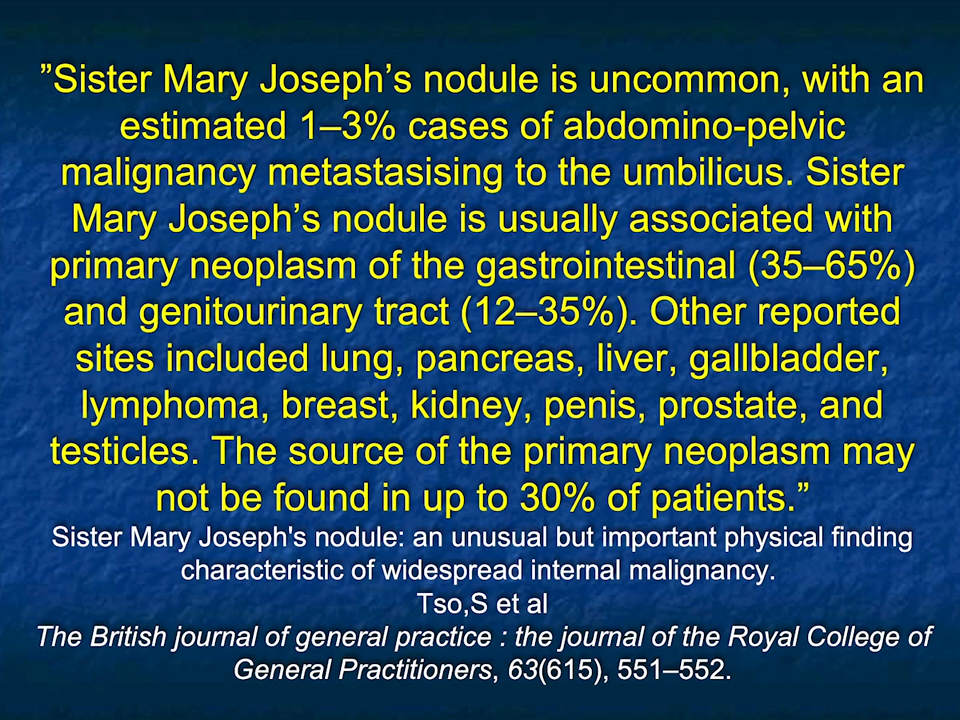 ”Sister Mary Joseph’s nodule is uncommon, with an
estimated 1–3% cases of abdomino-pelvic
malignancy metastasising to the umbilicus. Sister
Mary Joseph’s nodule is usually associated with
primary neoplasm of the gastrointestinal (35–65%)
and genitourinary tract (12–35%). Other reported
sites included lung, pancreas, liver, gallbladder,
lymphoma, breast, kidney, penis, prostate, and
testicles. The source of the primary neoplasm may
not be found in up to 30% of patients.”
Sister Mary Joseph's nodule: an unusual but important physical finding
characteristic of widespread internal malignancy.
Tso,S et al
The British journal of general practice : the journal of the Royal College of
General Practitioners, 63(615), 551–552.